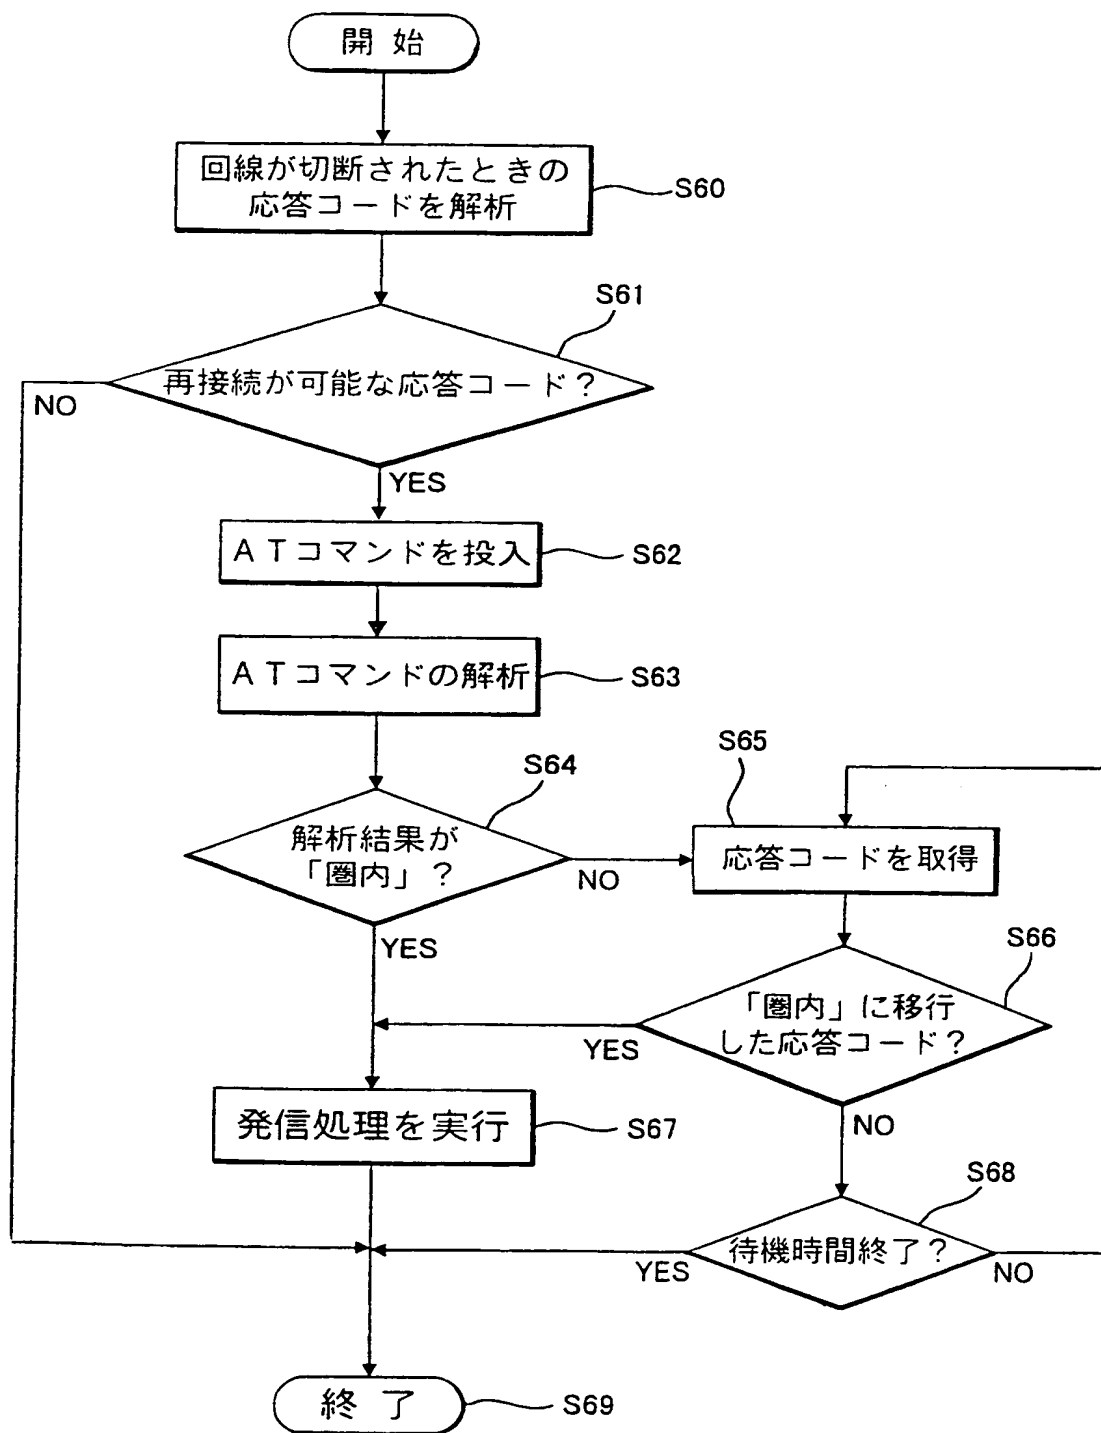 開始
回線が切断されたときの
応答コードを解析
S60
S61
再接続が可能な応答コード？
NO
YES
ＡＴコマンドを投入
S62
ＡＴコマンドの解析
S63
S64
解析結果が
「圏内」？
NO
YES
S65
応答コードを取得
S66
「圏内」に移行
した応答コード？
YES
NO
発信処理を実行
S67
S68
待機時間終了？
YES
NO
終了
S69